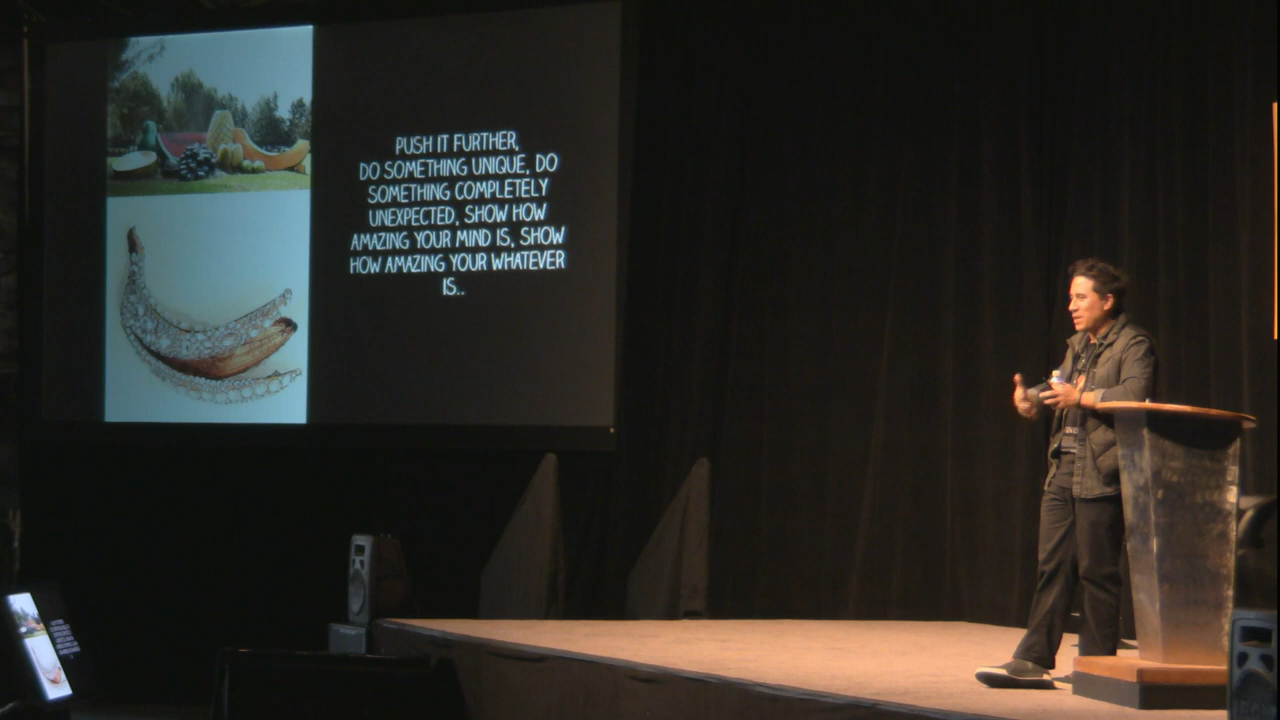 PUSH IT FURTHER,
DO SOMETHING UNIQUE, DO
SOMETHING COMPLETELY
UNEXPECTED, SHOW HOW
AMAZING YOUR MIND IS, SHOW
HOW AMAZING YOUR WHATEVER
IS..